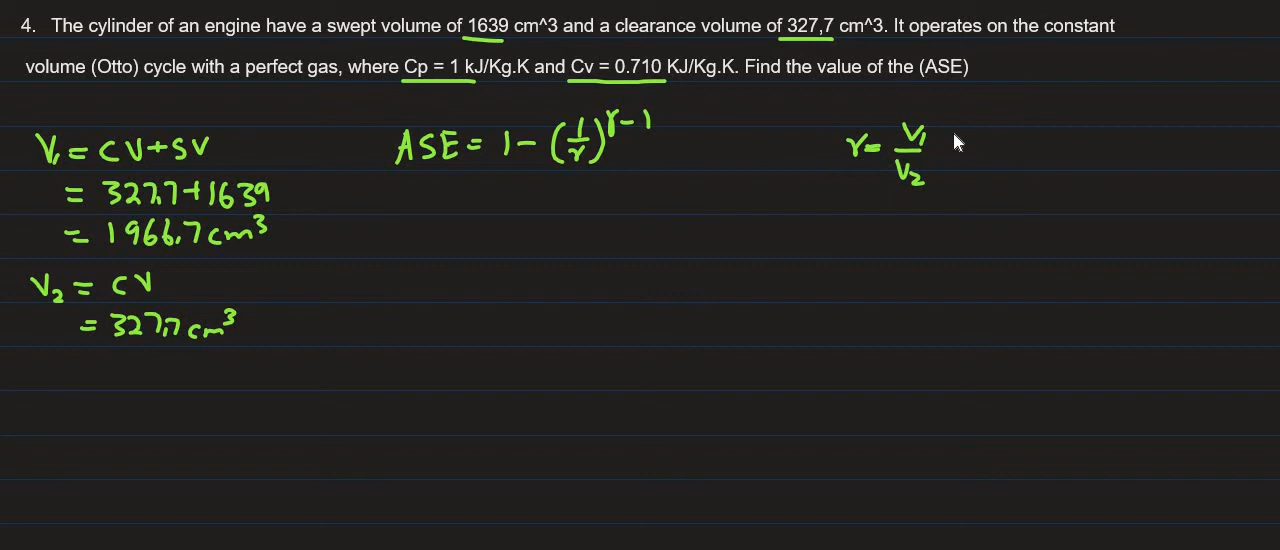 4. The cylinder of an engine have a swept volume of 1639 cm^3 and a clearance volume of 327,7 cm^3. It operates on the constant
volume (Otto) cycle with a perfect gas, where Cp = 1 kJ/Kg.K and Cv = 0.710 KJ/Kg.K. Find the value of the (ASE)
V₁ = CV+SV
= 327,7+1639
= 1966,7 cm³
V₂ = CV
= 327,7 cm³
ASE = 1 - (1/r)^γ-1
r = V₁/V₂